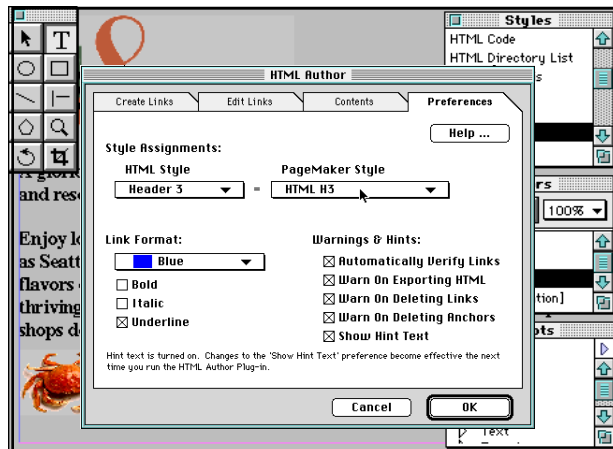 Styles
HTML Code
HTML Directory List
HTML Author
Create Links
Edit Links
Contents
Preferences
Help ...
Style Assignments:
HTML Style
PageMaker Style
Header 3
=
HTML H3
and rese
100%
Enjoy lo
as Seatt
flavors
thriving
shops de
Link Format:
Blue
Bold
Italic
Underline
Warnings & Hints:
Automatically Verify Links
Warn On Exporting HTML
Warn On Deleting Links
Warn On Deleting Anchors
Show Hint Text
Hint text is turned on. Changes to the 'Show Hint Text' preference become effective the next
time you run the HTML Author Plug-in.
Cancel
OK
Text